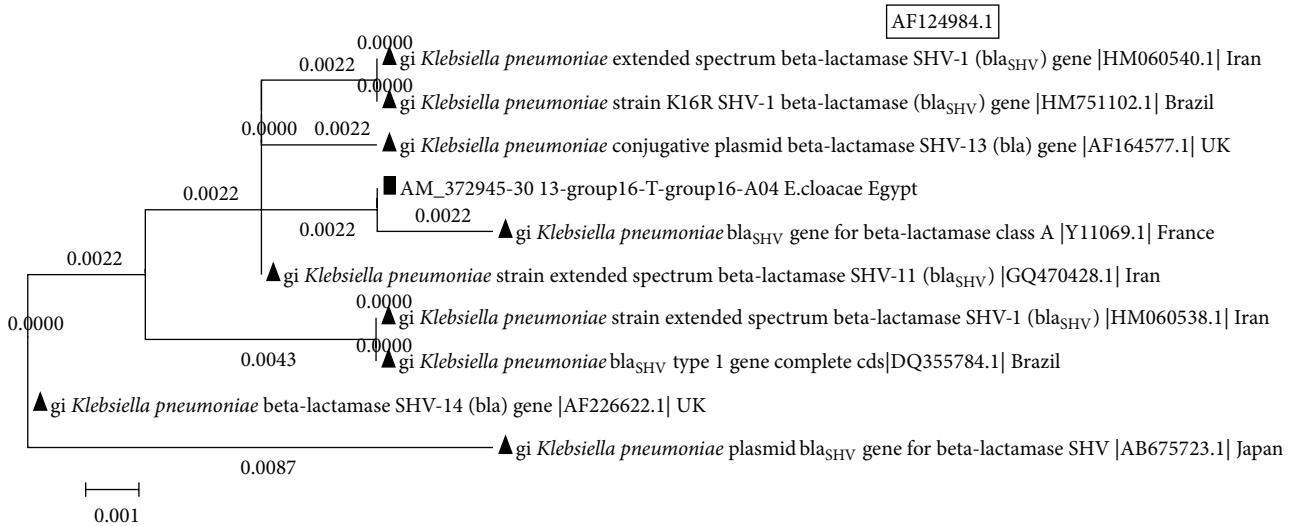 AF124984.1
0.0000
gi Klebsiella pneumoniae extended spectrum beta-lactamase SHV-1 (blaSHV) gene |HM060540.1| Iran
0.0022
0.0000
gi Klebsiella pneumoniae strain K16R SHV-1 beta-lactamase (blaSHV) gene |HM751102.1| Brazil
0.0000 0.0022
gi Klebsiella pneumoniae conjugative plasmid beta-lactamase SHV-13 (bla) gene |AF164577.1| UK
0.0022
AM_372945-30 13-group16-T-group16-A04 E.cloacae Egypt
0.0022
0.0022
gi Klebsiella pneumoniae blaSHV gene for beta-lactamase class A |Y11069.1| France
0.0022
gi Klebsiella pneumoniae strain extended spectrum beta-lactamase SHV-11 (blaSHV) |GQ470428.1| Iran
0.0000
gi Klebsiella pneumoniae strain extended spectrum beta-lactamase SHV-1 (blaSHV) |HM060538.1| Iran
0.0000
0.0000
0.0043
gi Klebsiella pneumoniae blaSHV type 1 gene complete cds|DQ355784.1| Brazil
gi Klebsiella pneumoniae beta-lactamase SHV-14 (bla) gene |AF226622.1| UK
gi Klebsiella pneumoniae plasmid blaSHV gene for beta-lactamase SHV |AB675723.1| Japan
0.0087
0.001